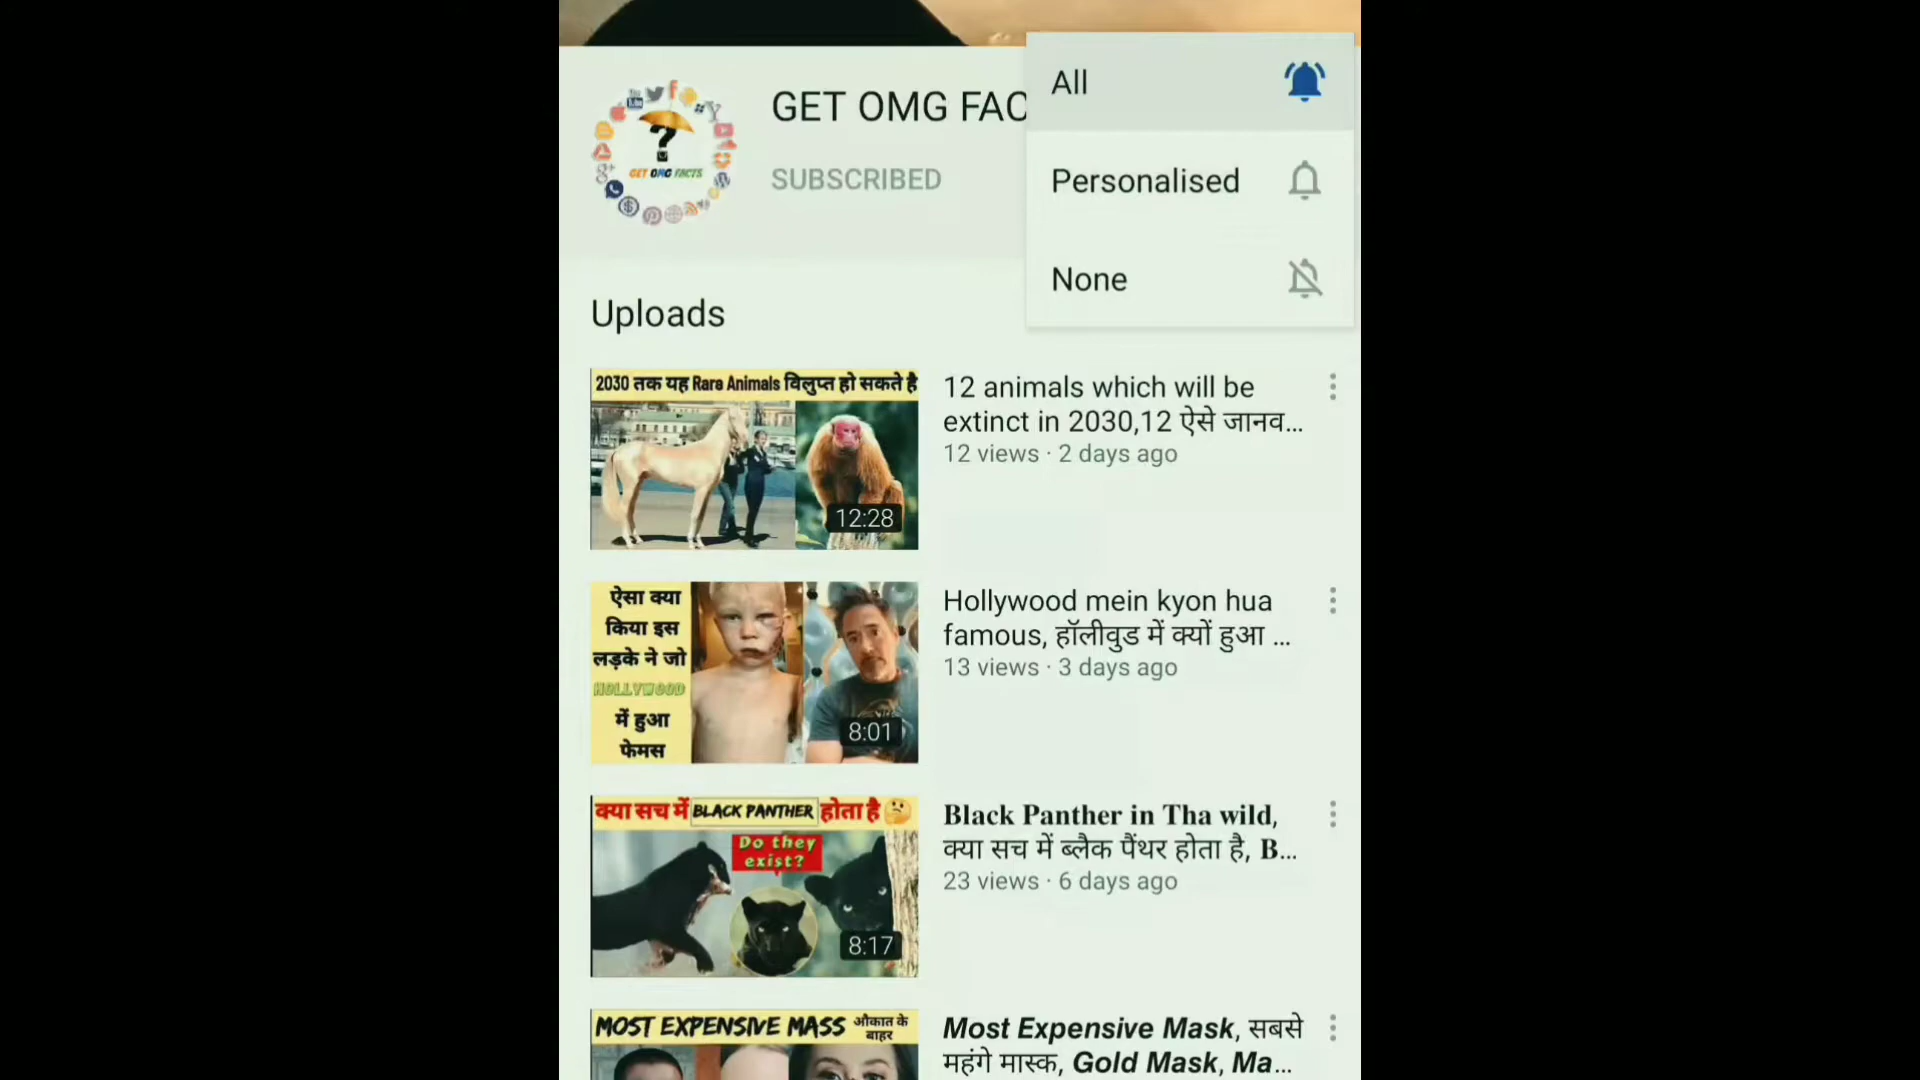 GET OMG FAC
SUBSCRIBED
GET OMG FACTS
All
Personalised
None
Uploads
2030 तक यह Rare Animals विलुप्त हो सकते है
12:28
12 animals which will be
extinct in 2030,12 ऐसे जानव...
12 views · 2 days ago
ऐसा क्या
किया इस
लड़के ने जो
HOLLYWOOD
में हुआ
फेमस
8:01
Hollywood mein kyon hua
famous, हॉलीवुड में क्यों हुआ ...
13 views · 3 days ago
क्या सच में BLACK PANTHER होता है
Do they
exist?
8:17
Black Panther in Tha wild,
क्या सच में ब्लैक पैंथर होता है, B...
23 views · 6 days ago
MOST EXPENSIVE MASS औकात के
बाहर
Most Expensive Mask, सबसे
महंगे मास्क, Gold Mask, Ma...